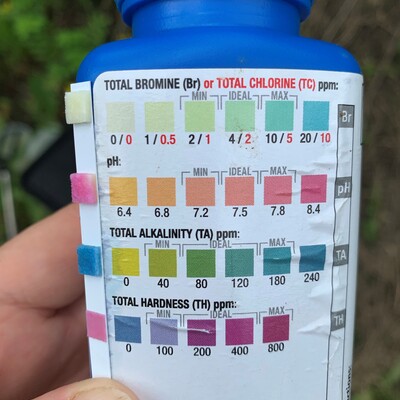 TOTAL BROMINE (Br) or TOTAL CHLORINE (TC) ppm:
MIN IDEAL MAX
Br
0/0 1/0.5 2/1 4/2 10/5 20/10
pH:
MIN IDEAL MAX
pH
6.4 6.8 7.2 7.5 7.8 8.4
TOTAL ALKALINITY (TA) ppm:
MIN IDEAL MAX
TA
0 40 80 120 180 240
TOTAL HARDNESS (TH) ppm:
MIN IDEAL MAX
TH
0 100 200 400 800